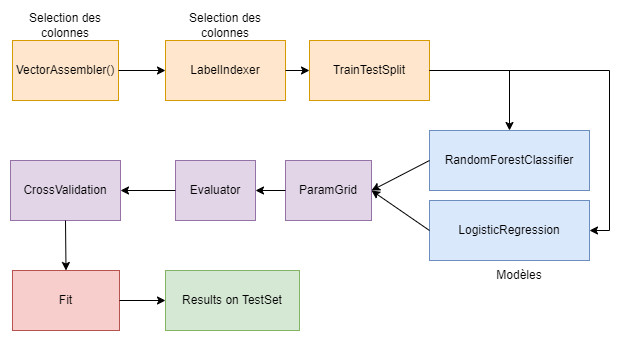 Selection des
colonnes
Selection des
colonnes
VectorAssembler()
LabelIndexer
TrainTestSplit
RandomForestClassifier
CrossValidation
Evaluator
ParamGrid
LogisticRegression
Modèles
Fit
Results on TestSet